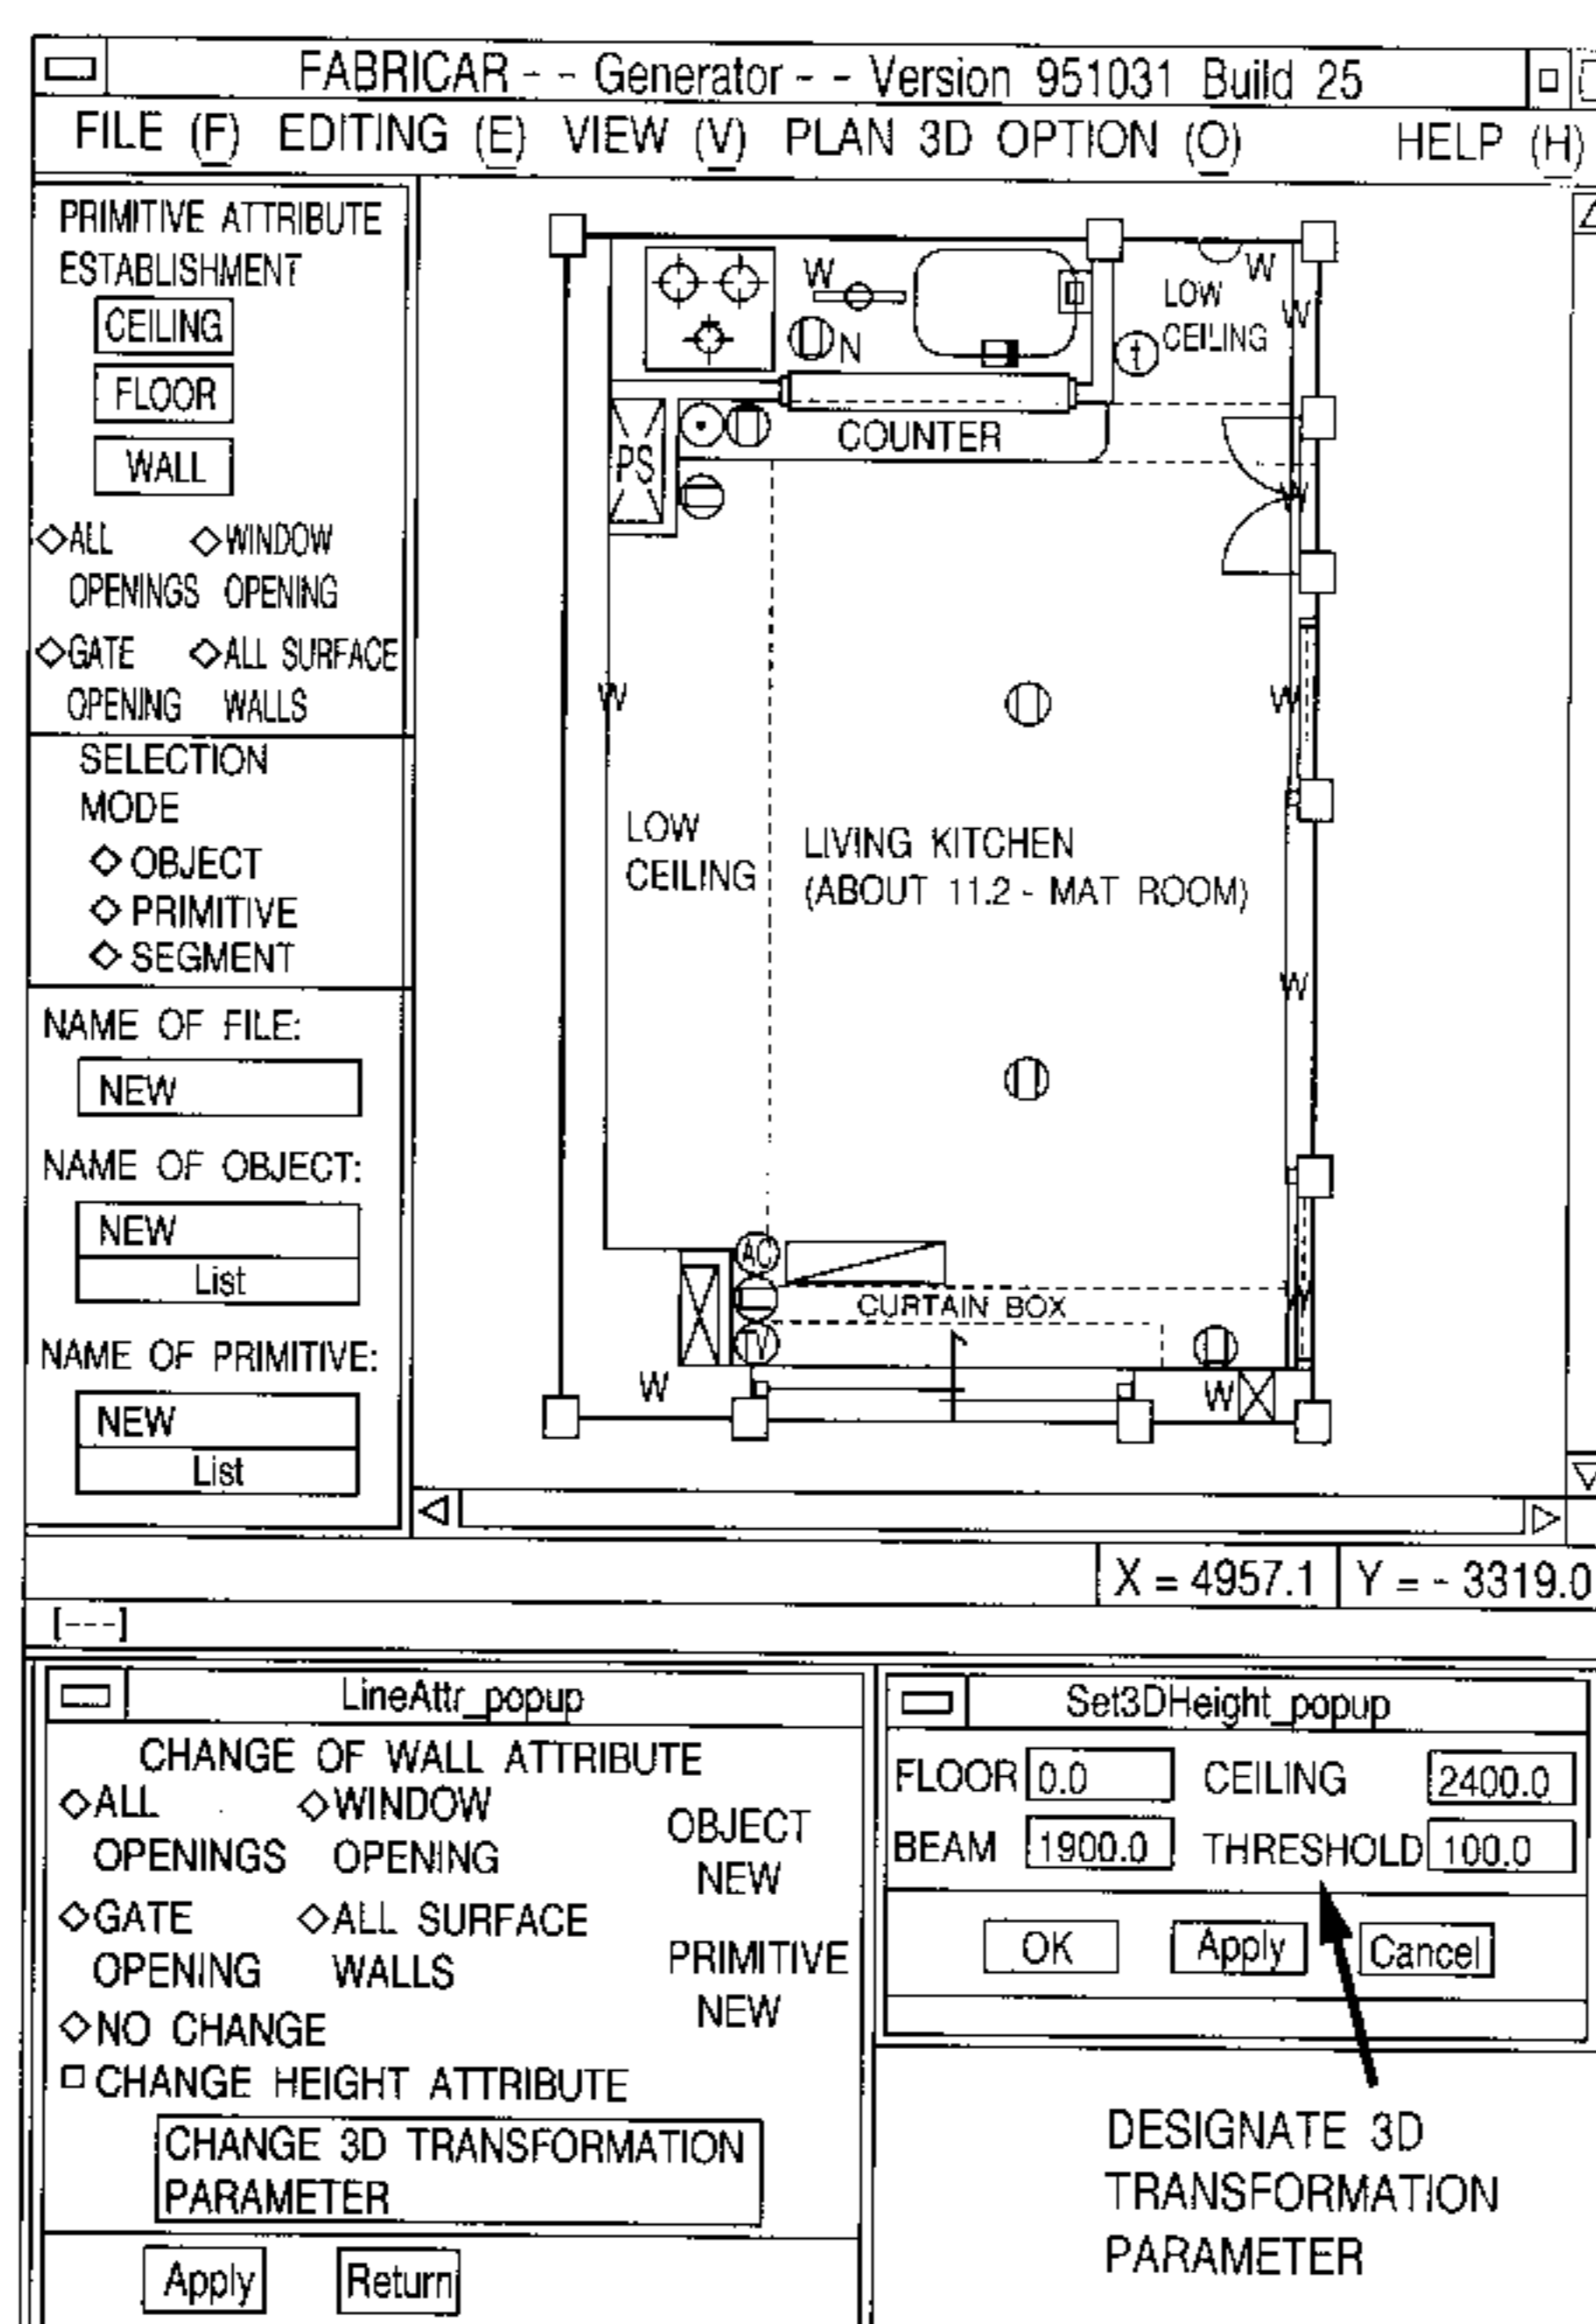 FABRICAR - - Generator - - Version 951031 Build 25
FILE (F) EDITING (E) VIEW (V) PLAN 3D OPTION (O) HELP (H)
PRIMITIVE ATTRIBUTE
ESTABLISHMENT
CEILING
FLOOR
WALL
ALL WINDOW
OPENINGS OPENING
GATE ALL SURFACE
OPENING WALLS
SELECTION
MODE
OBJECT
PRIMITIVE
SEGMENT
NAME OF FILE:
NEW
NAME OF OBJECT:
NEW
List
NAME OF PRIMITIVE:
NEW
List
W
W
LOW
W
CEILING
N
t
COUNTER
PS
W
W
W
LOW
CEILING
LIVING KITCHEN
(ABOUT 11.2 - MAT ROOM)
W
AC
CURTAIN BOX
W
TV
W
W
X = 4957.1 Y = - 3319.0
[---]
LineAttr_popup
CHANGE OF WALL ATTRIBUTE
ALL WINDOW
OPENINGS OPENING
OBJECT
NEW
GATE ALL SURFACE
OPENING WALLS
PRIMITIVE
NEW
NO CHANGE
CHANGE HEIGHT ATTRIBUTE
CHANGE 3D TRANSFORMATION
PARAMETER
Apply Return
Set3DHeight_popup
FLOOR 0.0 CEILING 2400.0
BEAM 1900.0 THRESHOLD 100.0
OK Apply Cancel
DESIGNATE 3D
TRANSFORMATION
PARAMETER